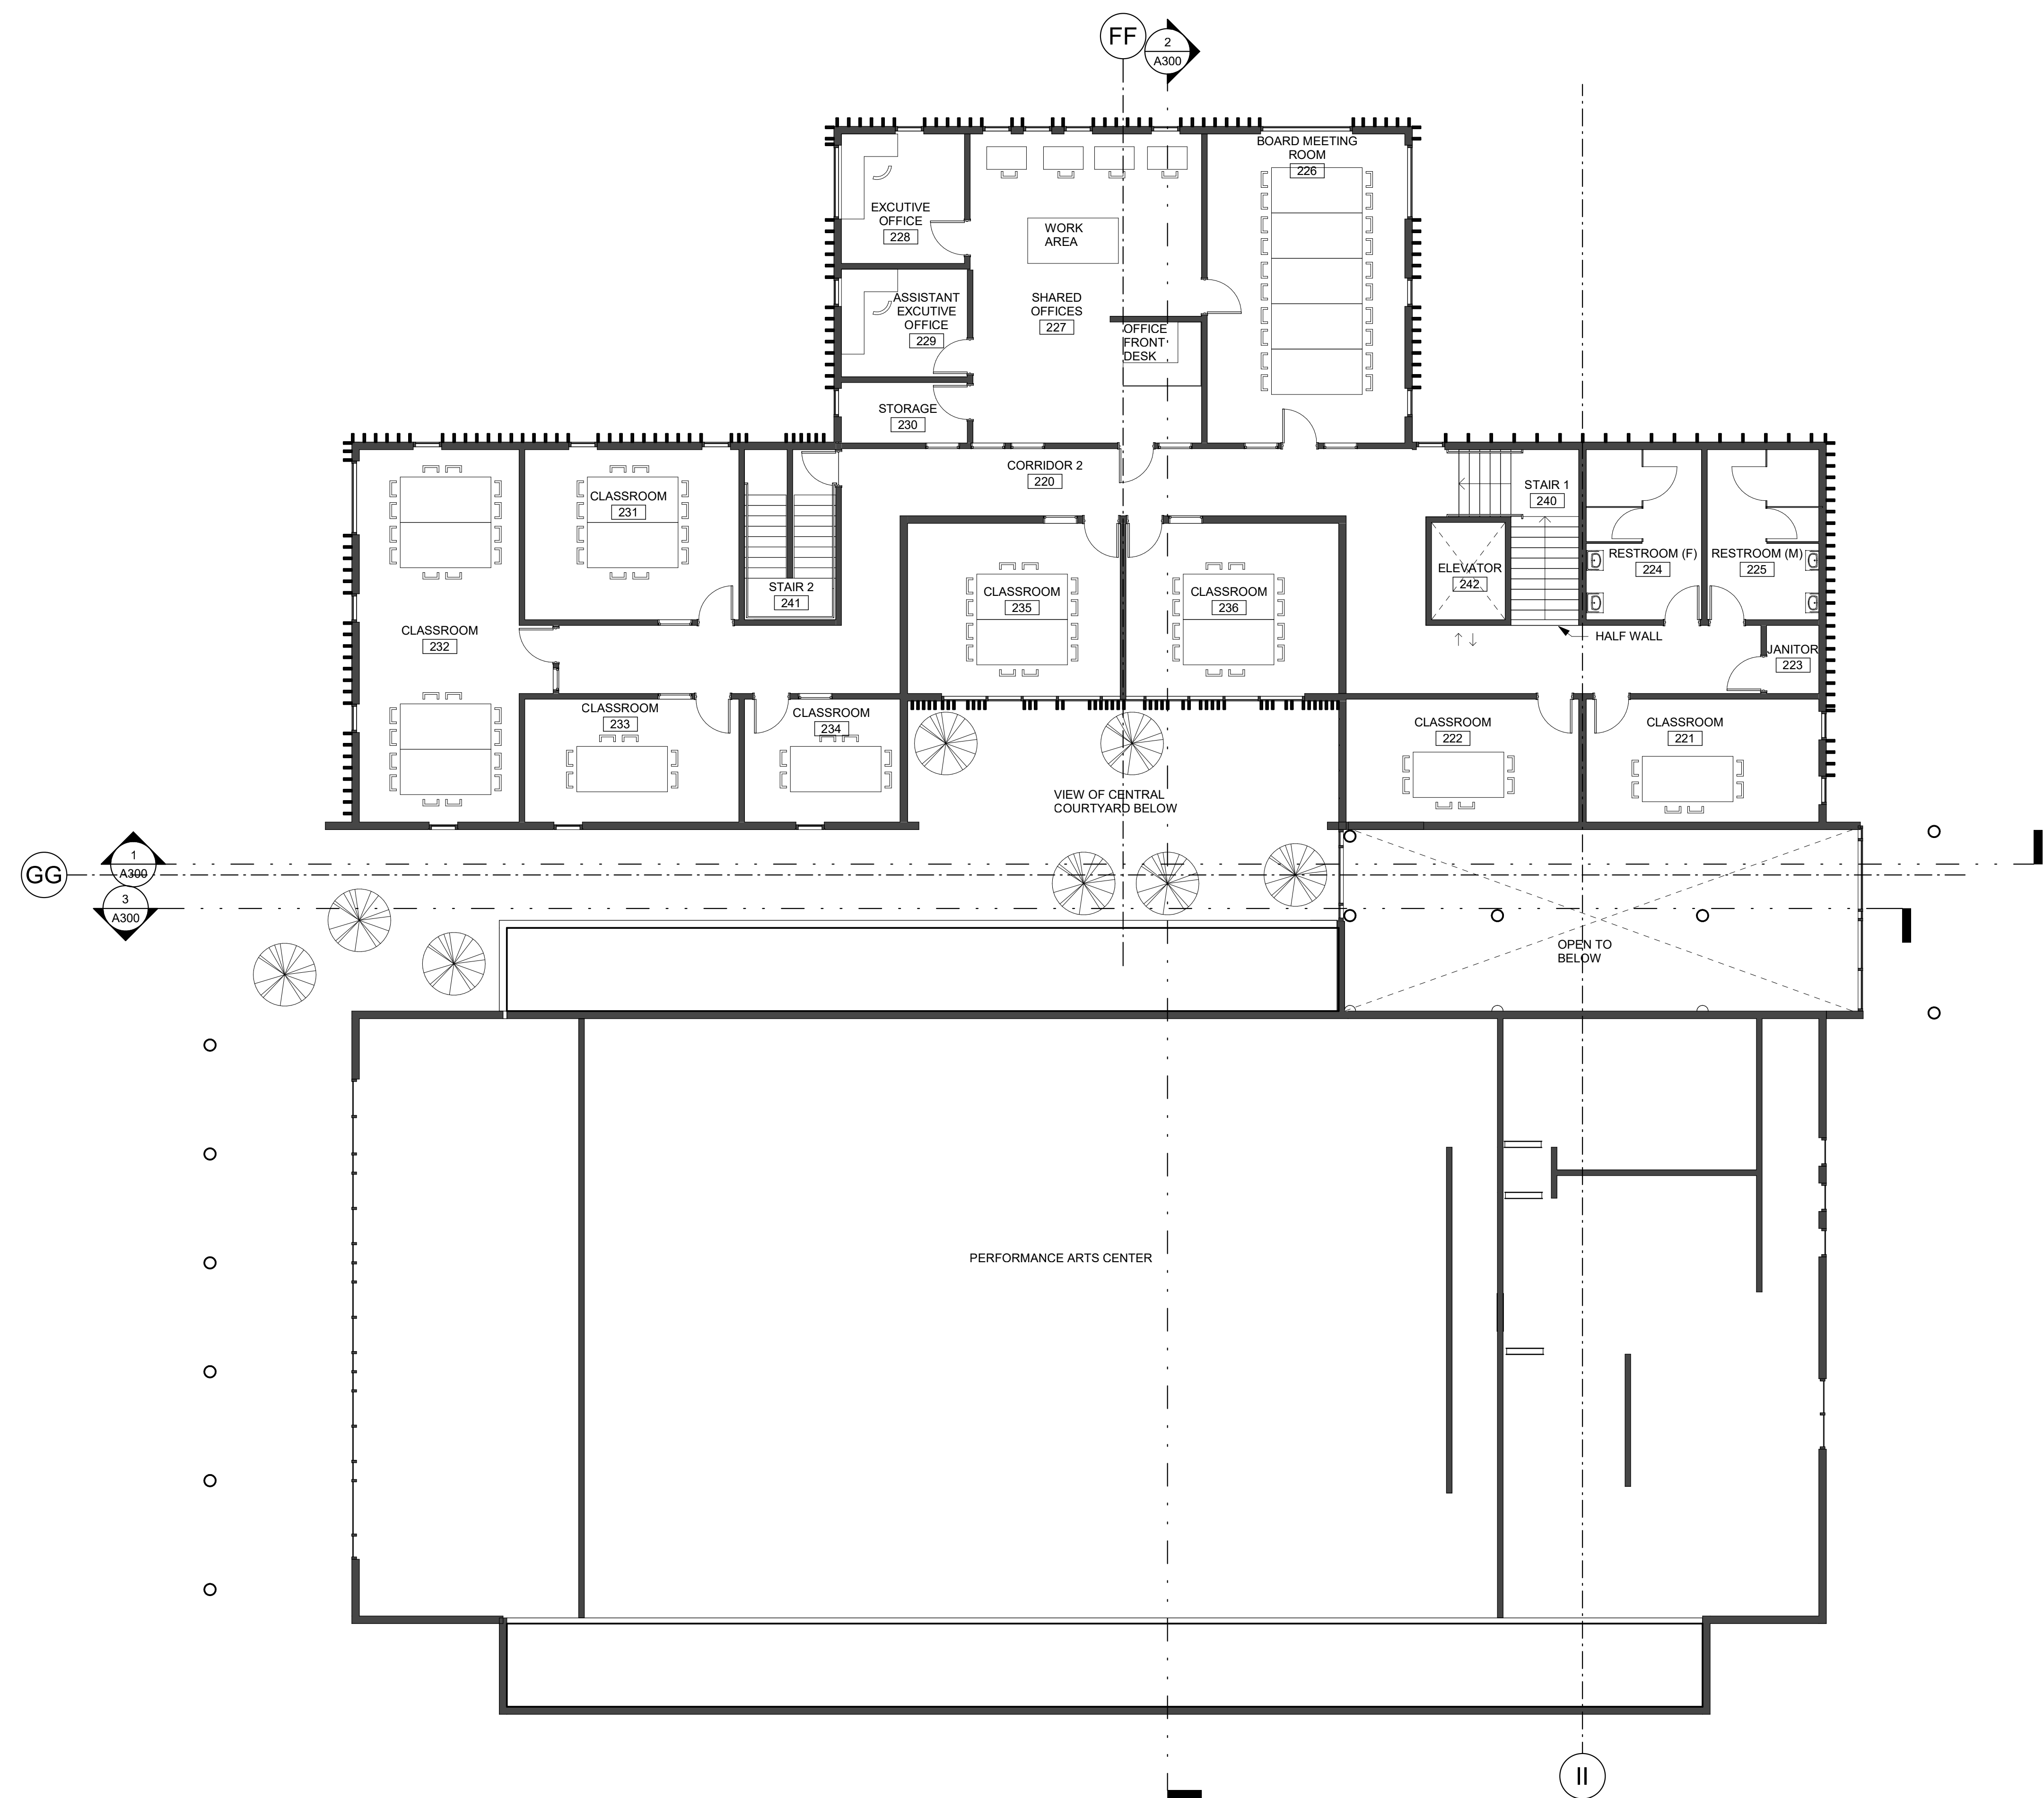 FF
2
A300
BOARD MEETING
ROOM
226
EXCUTIVE
OFFICE
228
WORK
AREA
ASSISTANT
EXCUTIVE
OFFICE
229
SHARED
OFFICES
227
OFFICE
FRONT
DESK
STORAGE
230
CORRIDOR 2
220
CLASSROOM
231
STAIR 1
240
STAIR 2
241
CLASSROOM
235
CLASSROOM
236
ELEVATOR
242
RESTROOM (F)
224
RESTROOM (M)
225
CLASSROOM
232
HALF WALL
JANITOR
223
CLASSROOM
233
CLASSROOM
234
CLASSROOM
222
CLASSROOM
221
VIEW OF CENTRAL
COURTYARD BELOW
GG
1
A300
3
A300
OPEN TO
BELOW
PERFORMANCE ARTS CENTER
II